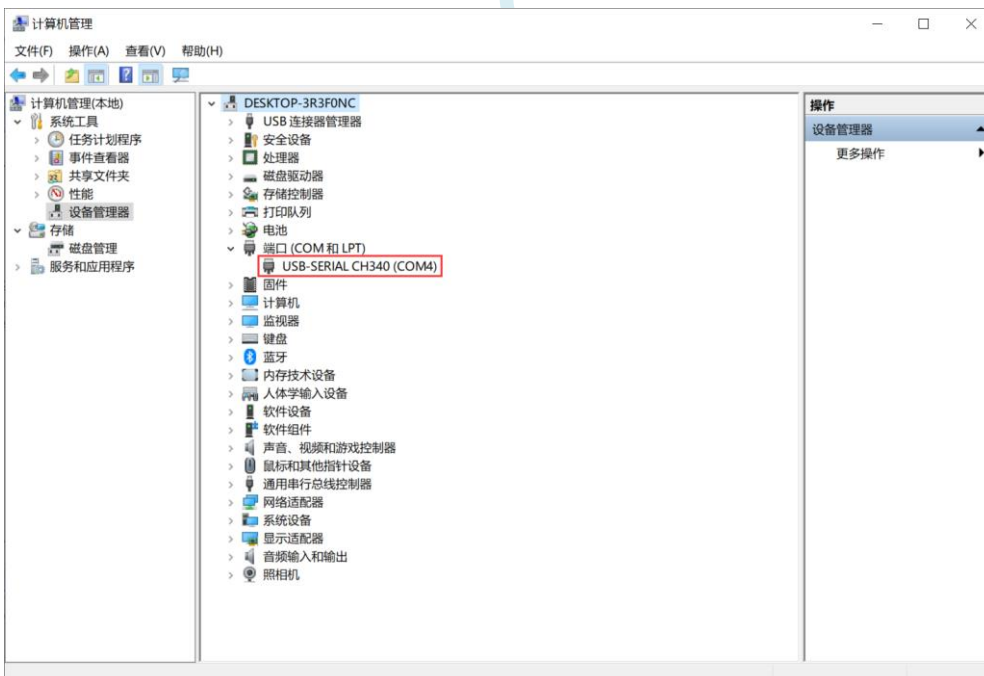 计算机管理
文件(F) 操作(A) 查看(V) 帮助(H)
计算机管理(本地)
系统工具
任务计划程序
事件查看器
共享文件夹
性能
设备管理器
存储
磁盘管理
服务和应用程序
DESKTOP-3R3F0NC
USB 连接器管理器
安全设备
处理器
磁盘驱动器
存储控制器
打印队列
电池
端口 (COM 和 LPT)
USB-SERIAL CH340 (COM4)
固件
计算机
监视器
键盘
蓝牙
内存技术设备
人体学输入设备
软件设备
软件组件
声音、视频和游戏控制器
鼠标和其他指针设备
通用串行总线控制器
网络适配器
系统设备
显示适配器
音频输入和输出
照相机
操作
设备管理器
更多操作